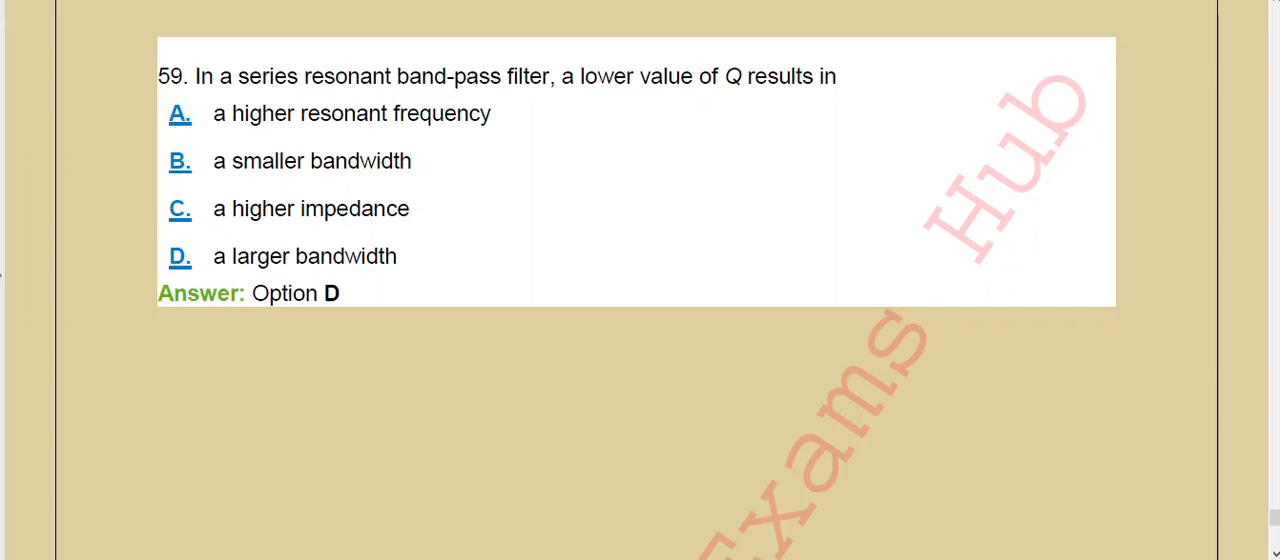 59. In a series resonant band-pass filter, a lower value of Q results in
A. a higher resonant frequency
B. a smaller bandwidth
C. a higher impedance
D. a larger bandwidth
Answer: Option D
Exams Hub